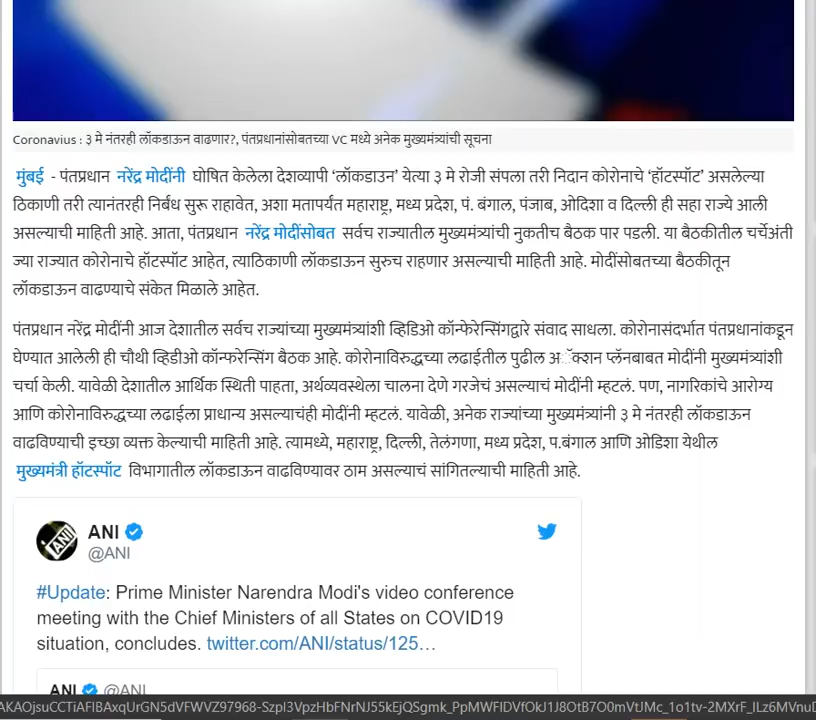 Coronavius : ३ मे नंतरही लॉकडाऊन वाढणार?, पंतप्रधानांसोबतच्या VC मध्ये अनेक मुख्यमंत्र्यांची सूचना
मुंबई - पंतप्रधान नरेंद्र मोदींनी घोषित केलेला देशव्यापी ‘लॉकडाउन’ येत्या ३ मे रोजी संपला तरी निदान कोरोनाचे ‘हॉटस्पॉट’ असलेल्या
ठिकाणी तरी त्यानंतरही निर्बंध सुरू राहावेत, अशा मतापर्यंत महाराष्ट्र, मध्य प्रदेश, पं. बंगाल, पंजाब, ओदिशा व दिल्ली ही सहा राज्ये आली
असल्याची माहिती आहे. आता, पंतप्रधान नरेंद्र मोदींसोबत सर्वच राज्यातील मुख्यमंत्र्यांची नुकतीच बैठक पार पडली. या बैठकीतील चर्चेअंती
ज्या राज्यात कोरोनाचे हॉटस्पॉट आहेत, त्याठिकाणी लॉकडाऊन सुरुच राहणार असल्याची माहिती आहे. मोदींसोबतच्या बैठकीतून
लॉकडाऊन वाढण्याचे संकेत मिळाले आहेत.
पंतप्रधान नरेंद्र मोदींनी आज देशातील सर्वच राज्यांच्या मुख्यमंत्र्यांशी व्हिडिओ कॉन्फेरेन्सिंगद्वारे संवाद साधला. कोरोनासंदर्भात पंतप्रधानांकडून
घेण्यात आलेली ही चौथी व्हिडीओ कॉन्फरेन्सिंग बैठक आहे. कोरोनाविरुद्धच्या लढाईतील पुढील अॅक्शन प्लॅनबाबत मोदींनी मुख्यमंत्र्यांशी
चर्चा केली. यावेळी देशातील आर्थिक स्थिती पाहता, अर्थव्यवस्थेला चालना देणे गरजेचं असल्याचं मोदींनी म्हटलं. पण, नागरिकांचे आरोग्य
आणि कोरोनाविरुद्धच्या लढाईला प्राधान्य असल्याचंही मोदींनी म्हटलं. यावेळी, अनेक राज्यांच्या मुख्यमंत्र्यांनी ३ मे नंतरही लॉकडाऊन
वाढविण्याची इच्छा व्यक्त केल्याची माहिती आहे. त्यामध्ये, महाराष्ट्र, दिल्ली, तेलंगणा, मध्य प्रदेश, प.बंगाल आणि ओडिशा येथील
मुख्यमंत्री हॉटस्पॉट विभागातील लॉकडाऊन वाढविण्यावर ठाम असल्याचं सांगितल्याची माहिती आहे.
ANI
@ANI
#Update: Prime Minister Narendra Modi's video conference
meeting with the Chief Ministers of all States on COVID19
situation, concludes. twitter.com/ANI/status/125…
ANI @ANI